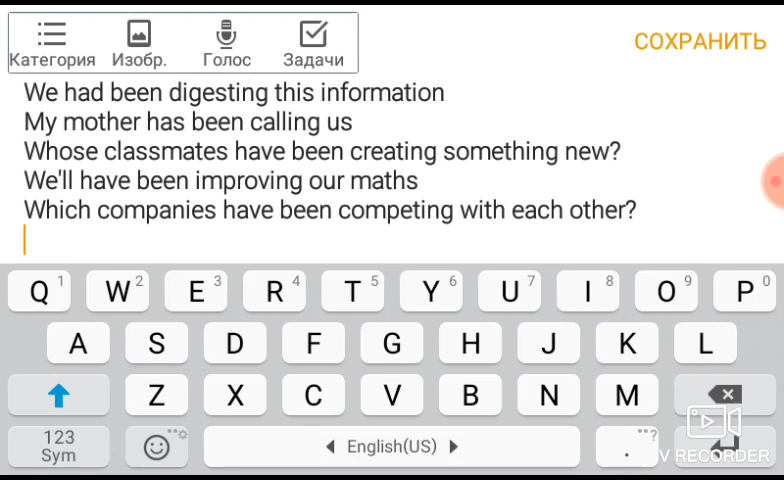 СОХРАНИТЬ
Категория Изобр. Голос Задачи
We had been digesting this information
My mother has been calling us
Whose classmates have been creating something new?
We'll have been improving our maths
Which companies have been competing with each other?
Q 1 W 2 E 3 R 4 T 5 Y 6 U 7 I 8 O 9 P 0
A S D F G H J K L
Z X C V B N M
123 Sym English(US) . ?
V RECORDER